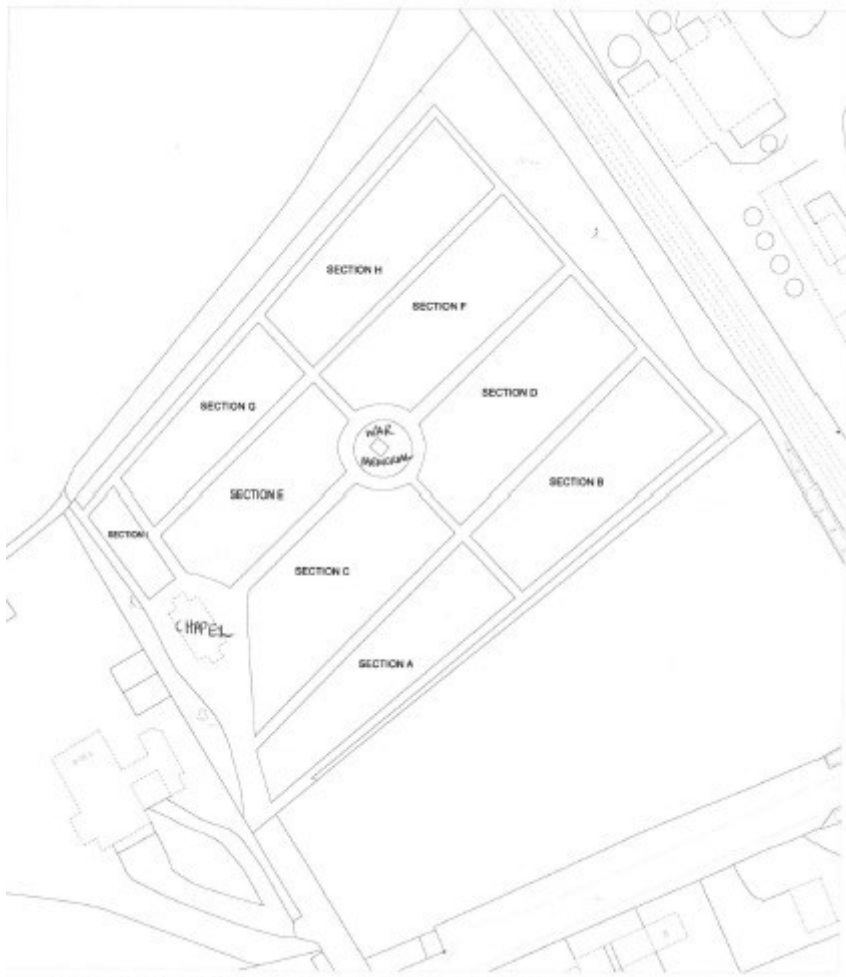 SECTION H
SECTION F
SECTION G
SECTION D
WAR
MEMORIAL
SECTION B
SECTION E
SECTION I
SECTION C
CHAPEL
SECTION A